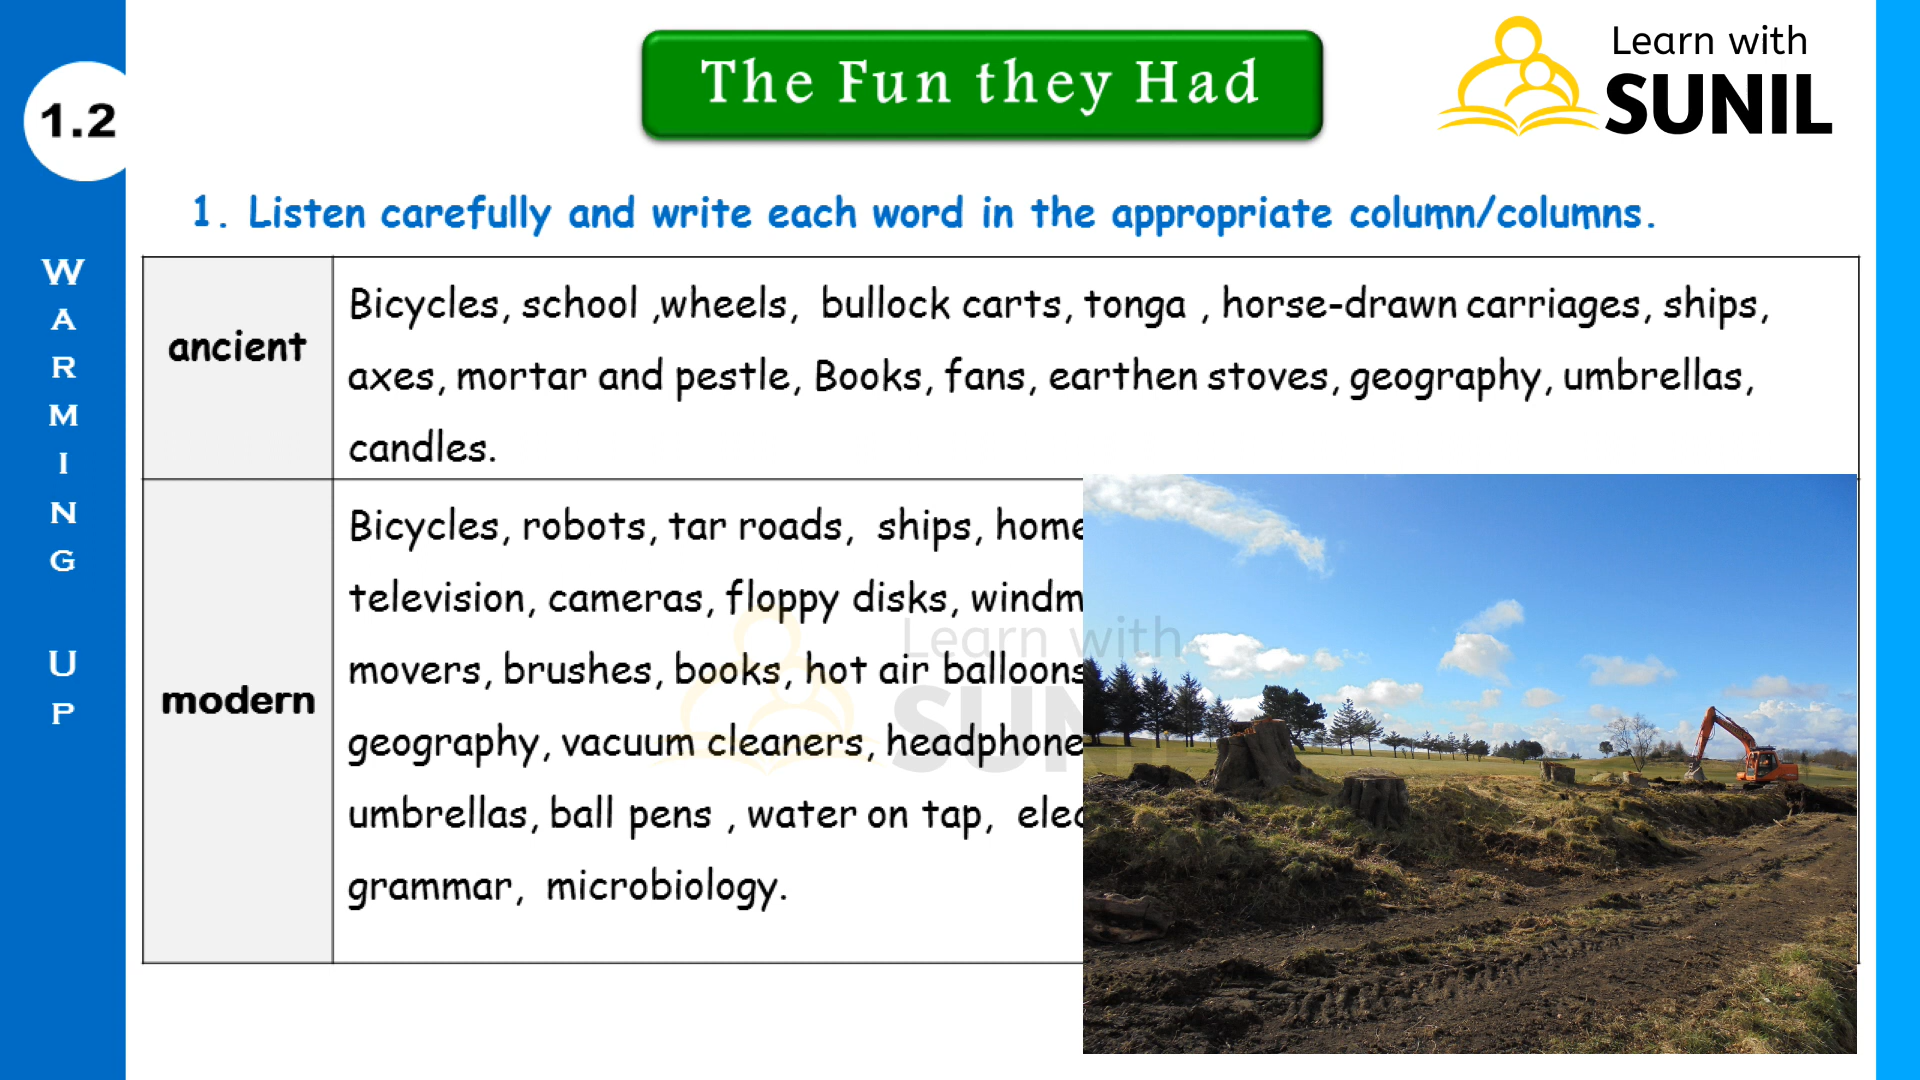 The Fun they Had
Learn with
SUNIL
1.2
WARMING UP
1. Listen carefully and write each word in the appropriate column/columns.
ancient
Bicycles, school ,wheels, bullock carts, tonga , horse-drawn carriages, ships,
axes, mortar and pestle, Books, fans, earthen stoves, geography, umbrellas,
candles.
modern
Bicycles, robots, tar roads, ships,
television, cameras, floppy disks,
movers, brushes, books, hot air balloons
geography, vacuum cleaners,
umbrellas, ball pens , water on tap,
grammar, microbiology.
Learn with